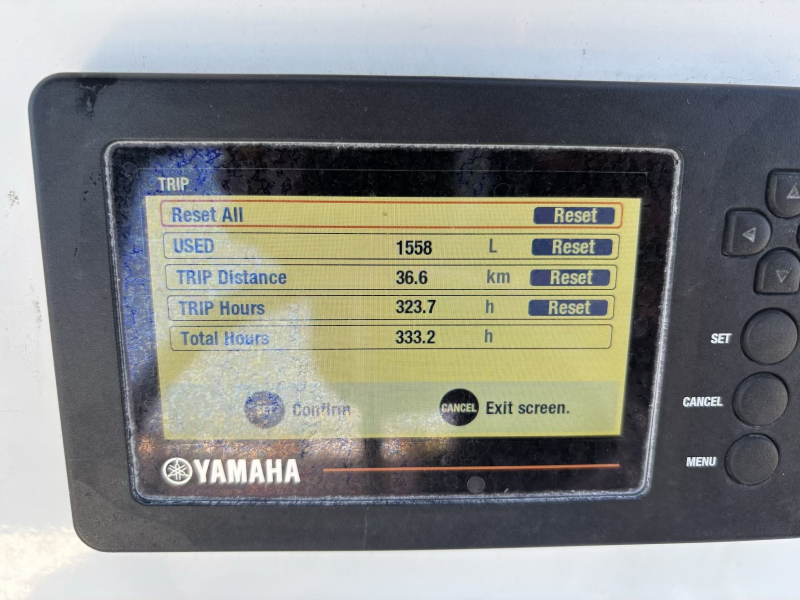 TRIP
Reset All Reset
USED 1558 L Reset
TRIP Distance 36.6 km Reset
TRIP Hours 323.7 h Reset
Total Hours 333.2 h
SET Confirm CANCEL Exit screen.
YAMAHA
SET
CANCEL
MENU